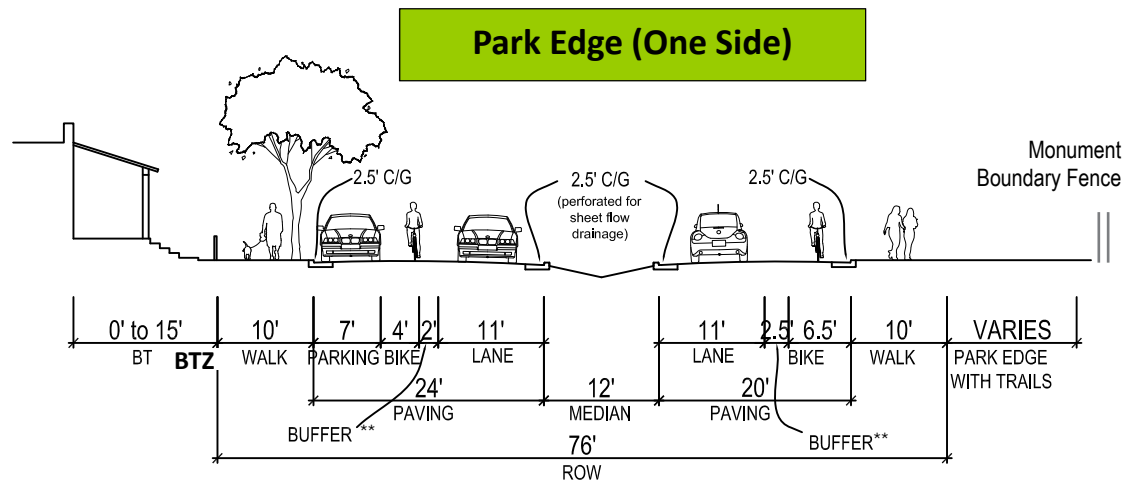 Park Edge (One Side)
Monument
Boundary Fence
2.5' C/G
2.5' C/G
(perforated for
sheet flow
drainage)
2.5' C/G
0' to 15'
BT
BTZ
10'
WALK
7'
PARKING
4'
BIKE
2'
11'
LANE
11'
LANE
2.5'
6.5'
BIKE
10'
WALK
VARIES
PARK EDGE
WITH TRAILS
24'
PAVING
12'
MEDIAN
20'
PAVING
BUFFER **
BUFFER**
76'
ROW